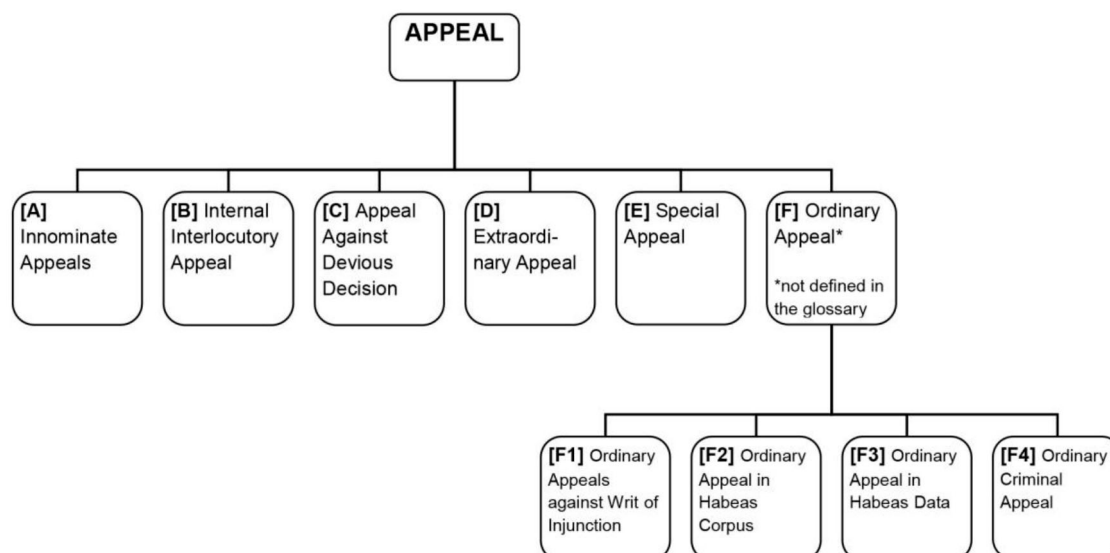 APPEAL
[A]
Innominate
Appeals
[B] Internal
Interlocutory
Appeal
[C] Appeal
Against
Devious
Decision
[D]
Extraordi-
nary Appeal
[E] Special
Appeal
[F] Ordinary
Appeal*
*not defined in
the glossary
[F1] Ordinary
Appeals
against Writ of
Injunction
[F2] Ordinary
Appeal in
Habeas
Corpus
[F3] Ordinary
Appeal in
Habeas Data
[F4] Ordinary
Criminal
Appeal